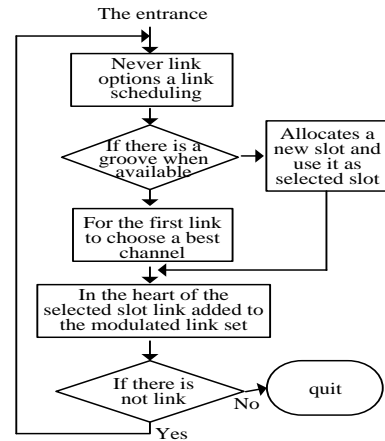 The entrance
Never link
options a link
scheduling
If there is a
groove when
available
Allocates a
new slot and
use it as
selected slot
For the first link
to choose a best
channel
In the heart of the
selected slot link added to
the modulated link set
If there is
not link
No
quit
Yes